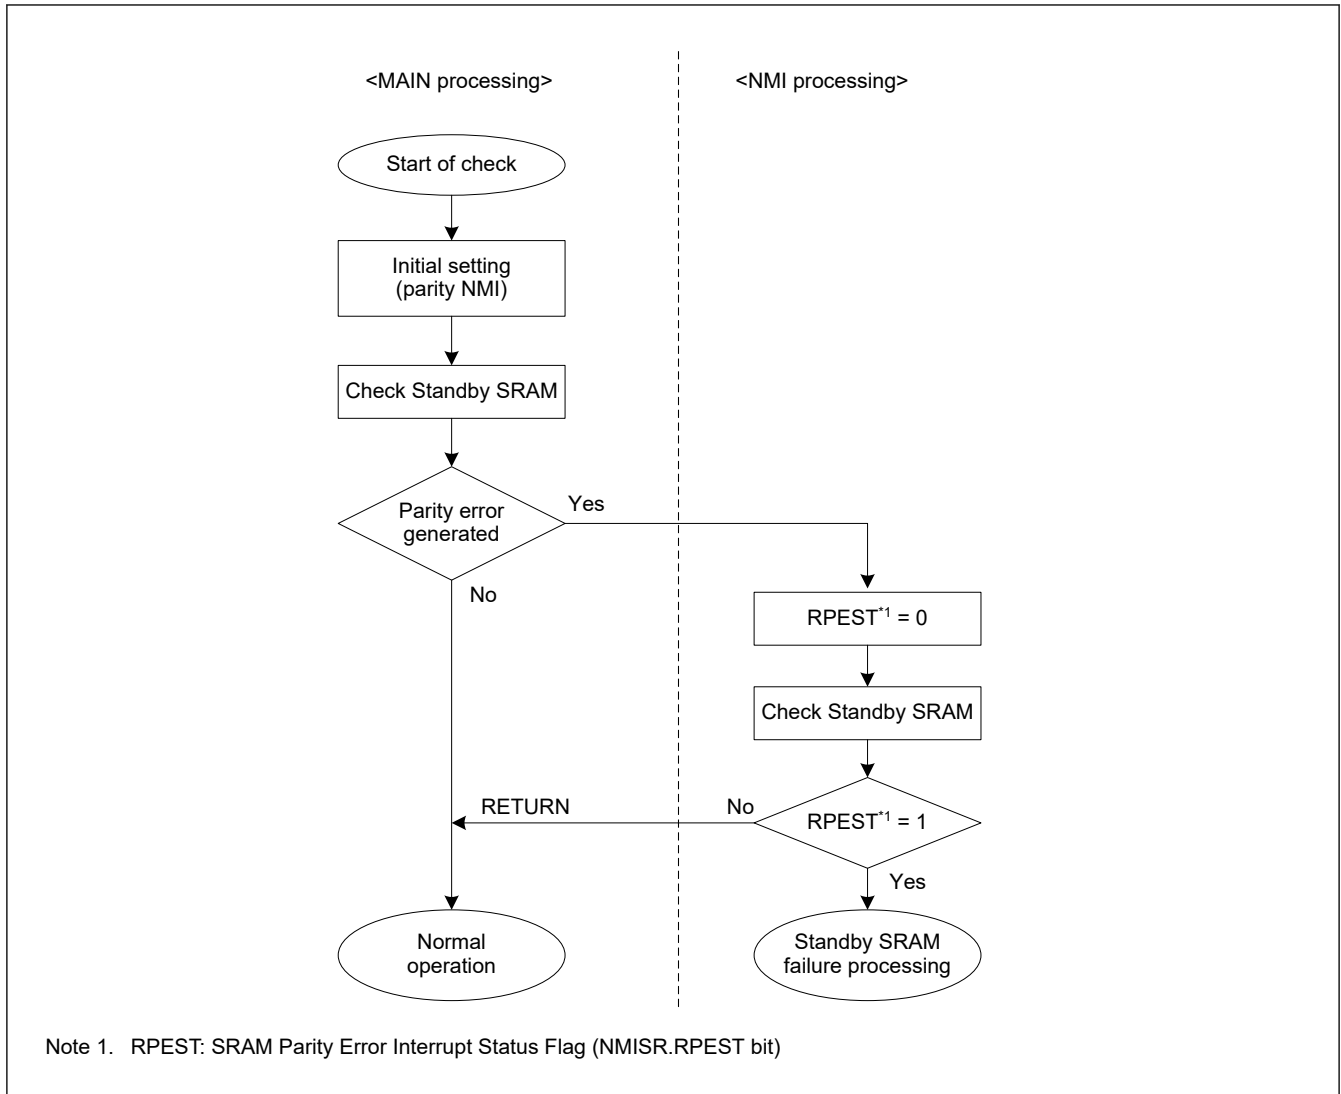 <MAIN processing>
<NMI processing>
Start of check
Initial setting
(parity NMI)
Check Standby SRAM
Parity error
generated
Yes
No
RPEST*1 = 0
Check Standby SRAM
RPEST*1 = 1
No
RETURN
Yes
Normal
operation
Standby SRAM
failure processing
Note 1. RPEST: SRAM Parity Error Interrupt Status Flag (NMISR.RPEST bit)